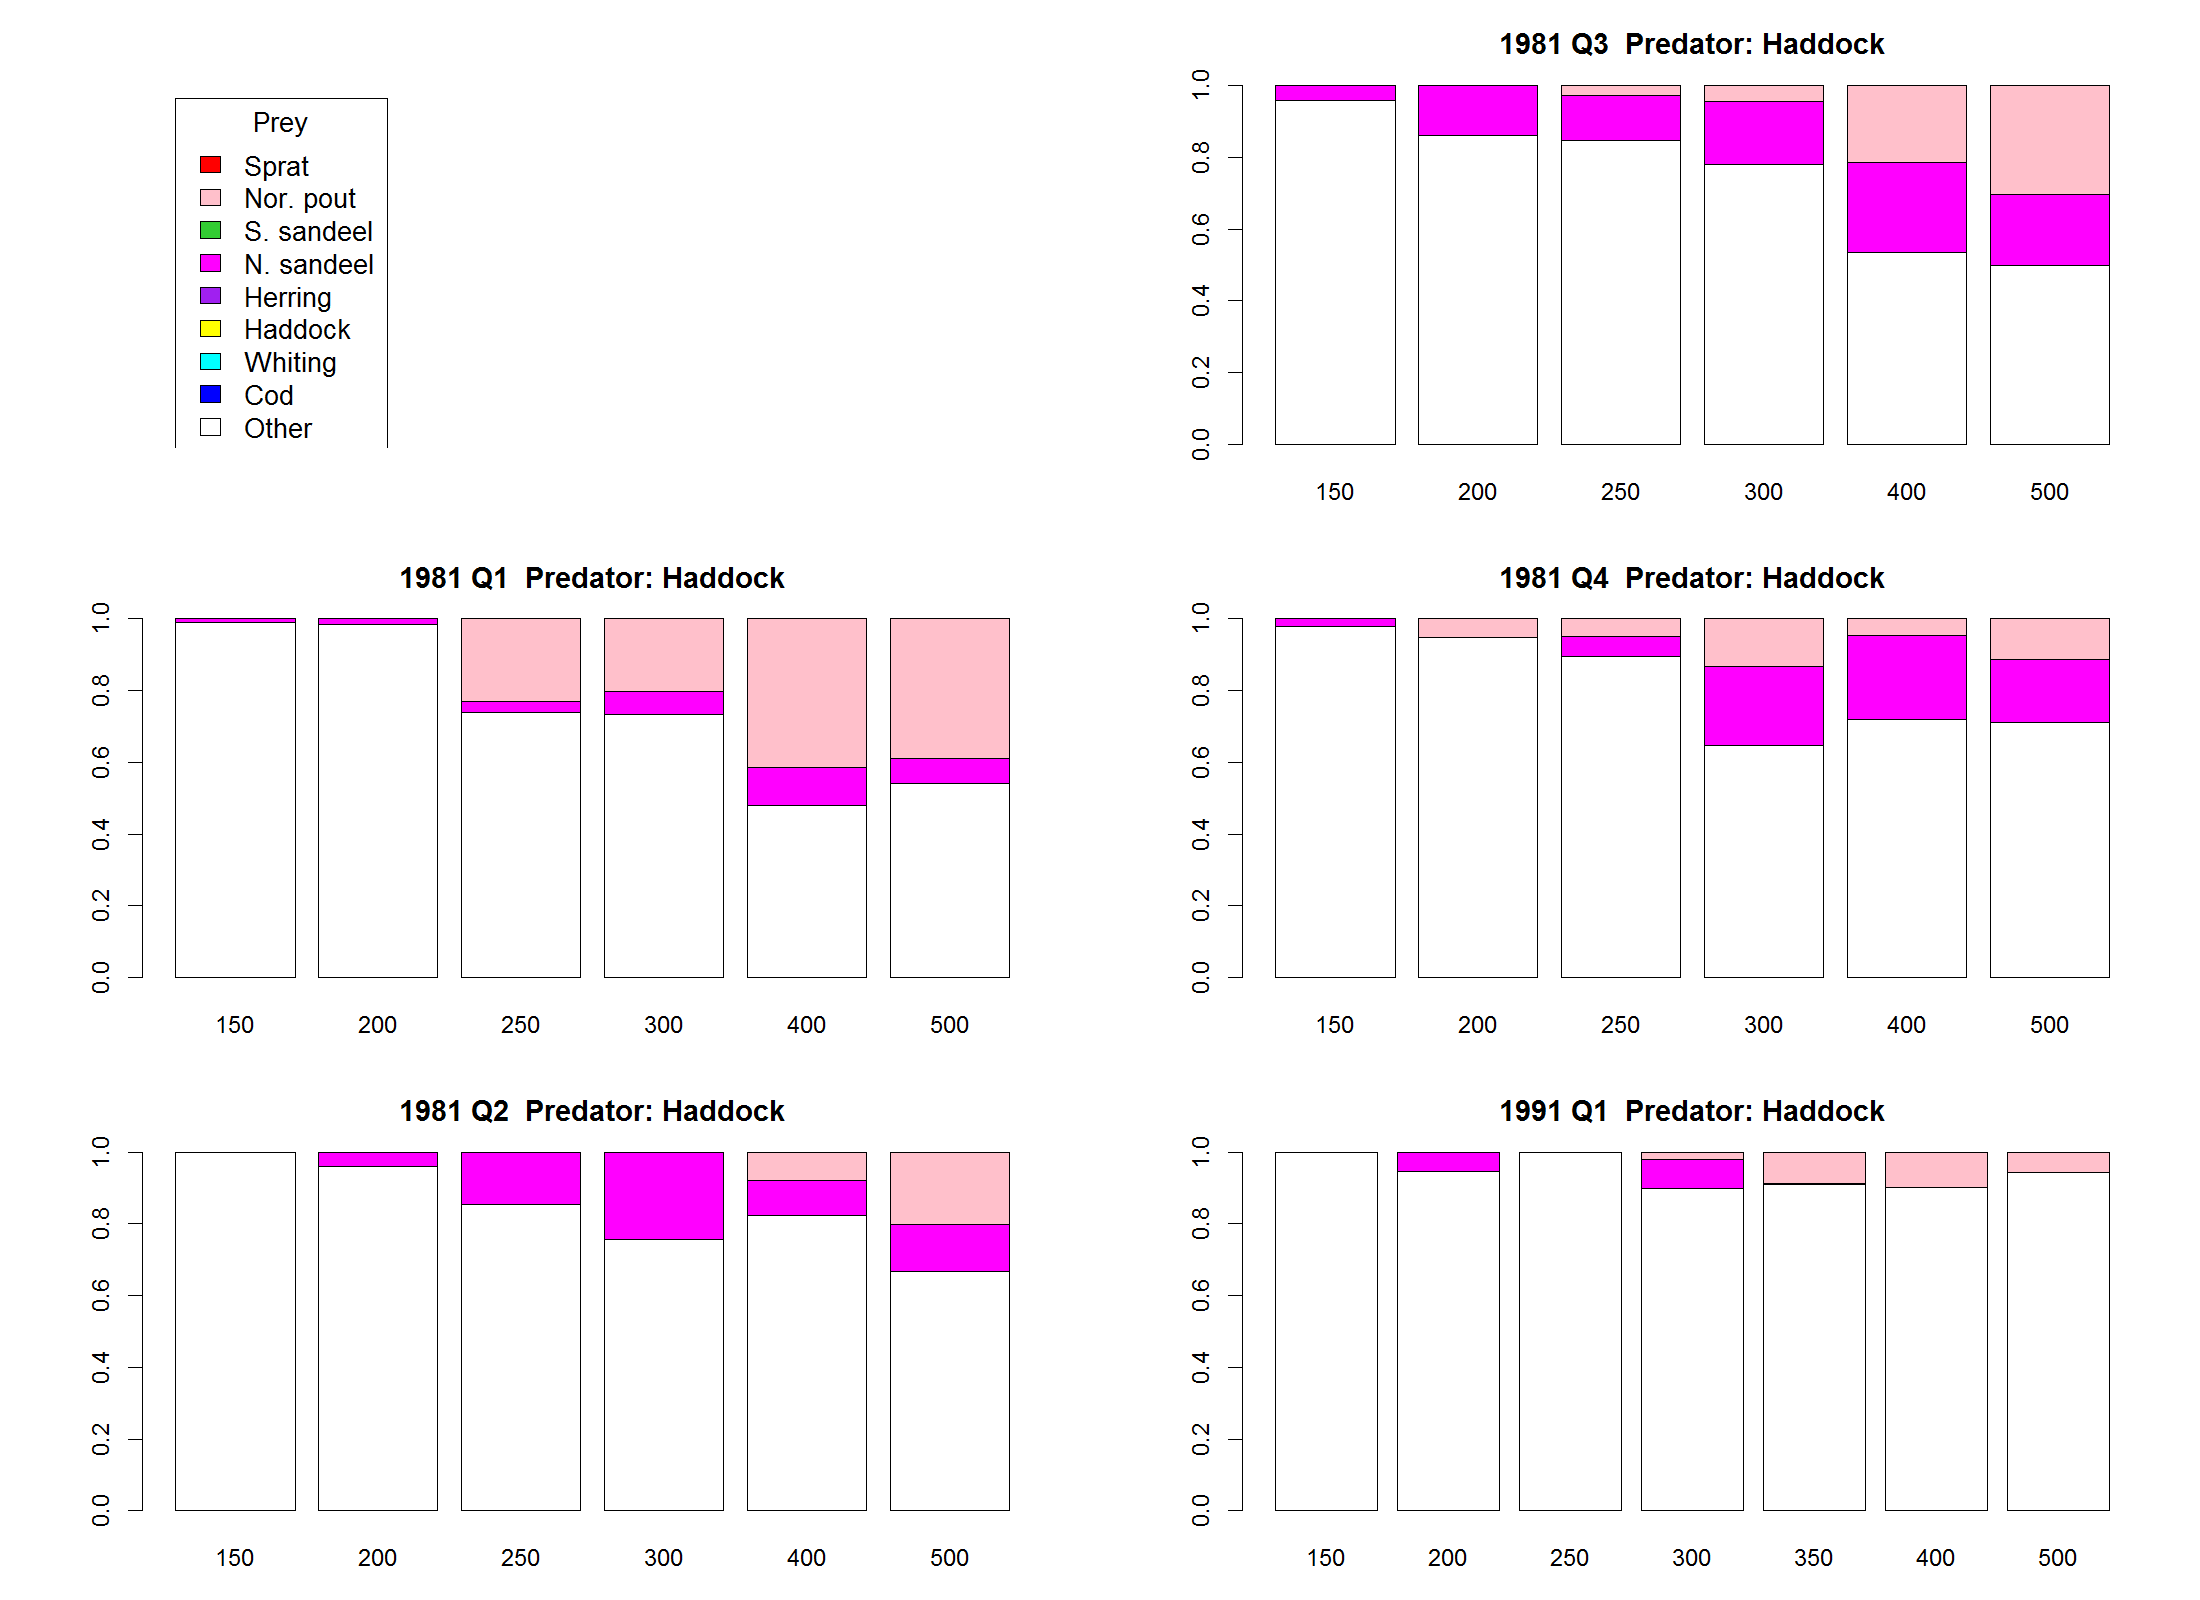 Prey
Sprat
Nor. pout
S. sandeel
N. sandeel
Herring
Haddock
Whiting
Cod
Other
1981 Q1  Predator: Haddock
1.0
0.8
0.6
0.4
0.2
0.0
150 200 250 300 400 500
1981 Q2  Predator: Haddock
1.0
0.8
0.6
0.4
0.2
0.0
150 200 250 300 400 500
1981 Q3  Predator: Haddock
1.0
0.8
0.6
0.4
0.2
0.0
150 200 250 300 400 500
1981 Q4  Predator: Haddock
1.0
0.8
0.6
0.4
0.2
0.0
150 200 250 300 400 500
1991 Q1  Predator: Haddock
1.0
0.8
0.6
0.4
0.2
0.0
150 200 250 300 350 400 500